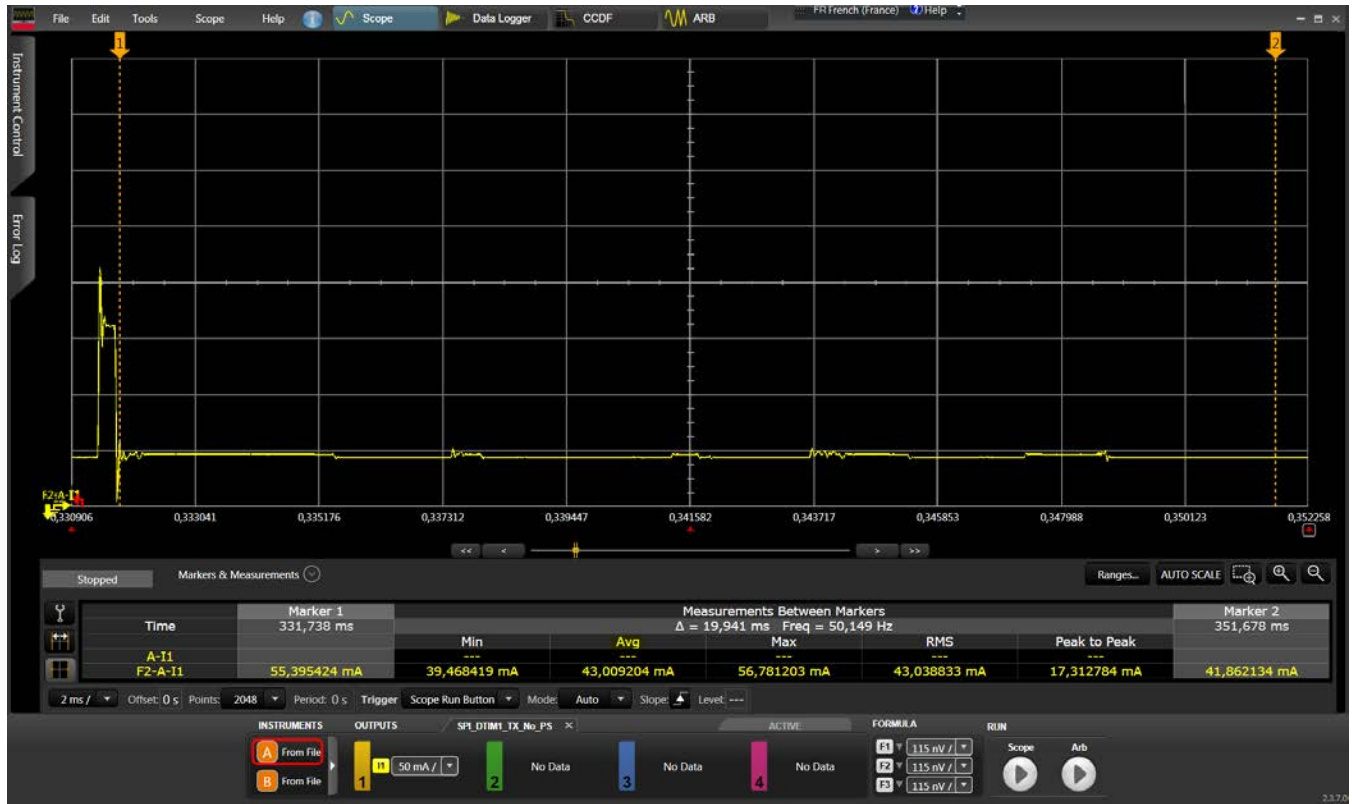 File Edit Tools Scope Help Scope Data Logger CCDF ARB FR French (France) Help
1 2
Instrument Control
Error Log
F2-A-I1
0,330906 0,333041 0,335176 0,337312 0,339447 0,341582 0,343717 0,345853 0,347988 0,350123 0,352258
<< < > >>
Stopped Markers & Measurements Ranges... AUTO SCALE
Marker 1 Measurements Between Markers Marker 2
Time 331,738 ms Δ = 19,941 ms Freq = 50,149 Hz 351,678 ms
Min Avg Max RMS Peak to Peak
A-I1 --- --- --- --- ---
F2-A-I1 55,395424 mA 39,468419 mA 43,009204 mA 56,781203 mA 43,038833 mA 17,312784 mA 41,862134 mA
2 ms / Offset: 0 s Points: 2048 Period: 0 s Trigger Scope Run Button Mode: Auto Slope: Level: ---
INSTRUMENTS OUTPUTS SPI_DTIM1_TX_No_PS × ACTIVE FORMULA RUN
A From File 1 I1 50 mA / 2 No Data 3 No Data 4 No Data F1 115 nV / Scope Arb
F2 115 nV /
B From File F3 115 nV /